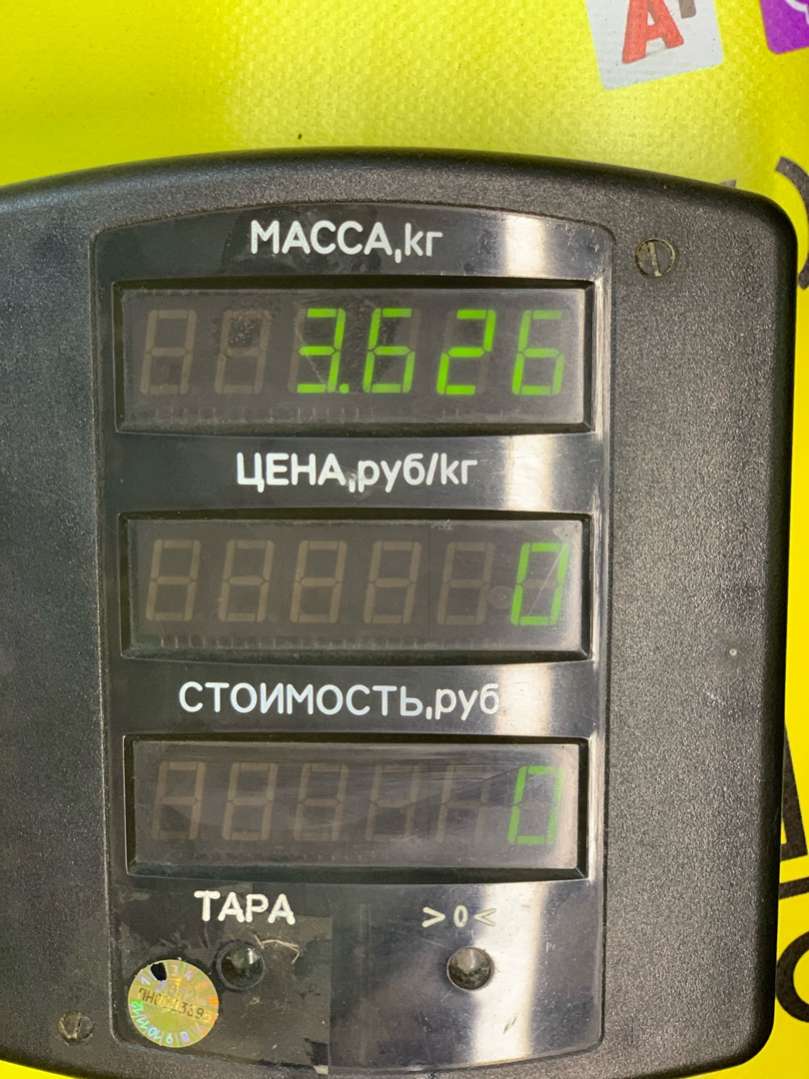 МАССА,кг
3.626
ЦЕНА,руб/кг
0
СТОИМОСТЬ,руб
0
ТАРА >0<